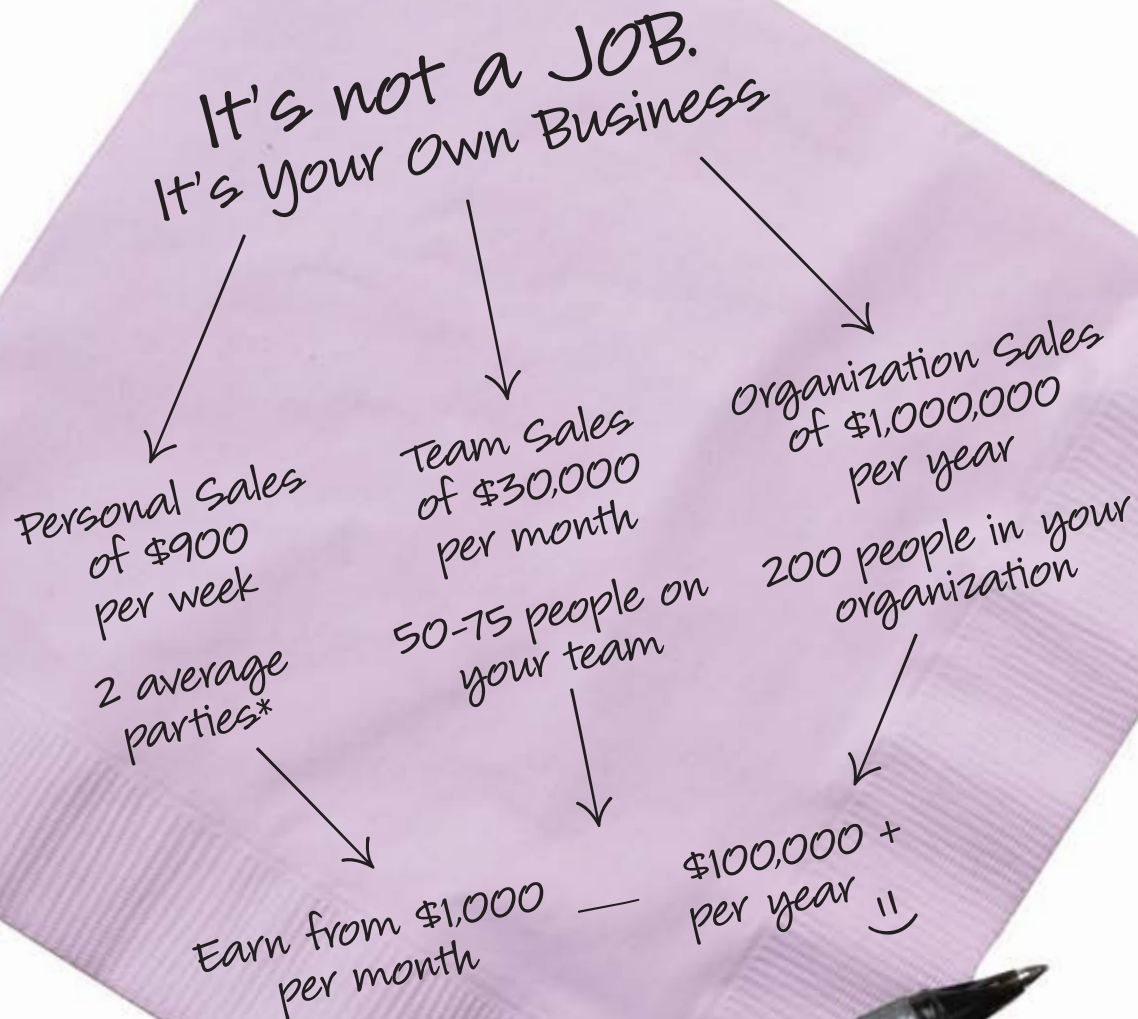 It's not a JOB.
It's Your Own Business
Personal Sales
of $900
per week
2 average
parties*
Team Sales
of $30,000
per month
50-75 people on
your team
Organization Sales
of $1,000,000
per year
200 people in your
organization
Earn from $1,000
per month
—
$100,000 +
per year